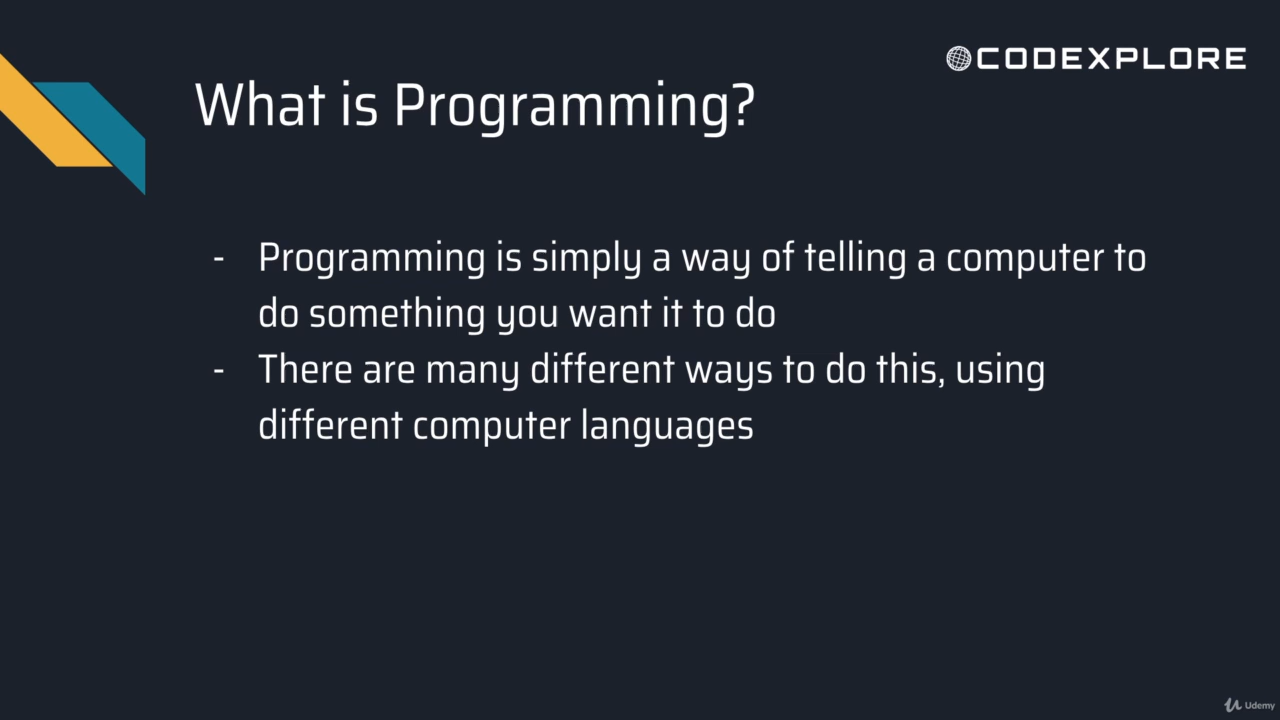 CODEXPLORE
What is Programming?
- Programming is simply a way of telling a computer to
do something you want it to do
- There are many different ways to do this, using
different computer languages
Udemy